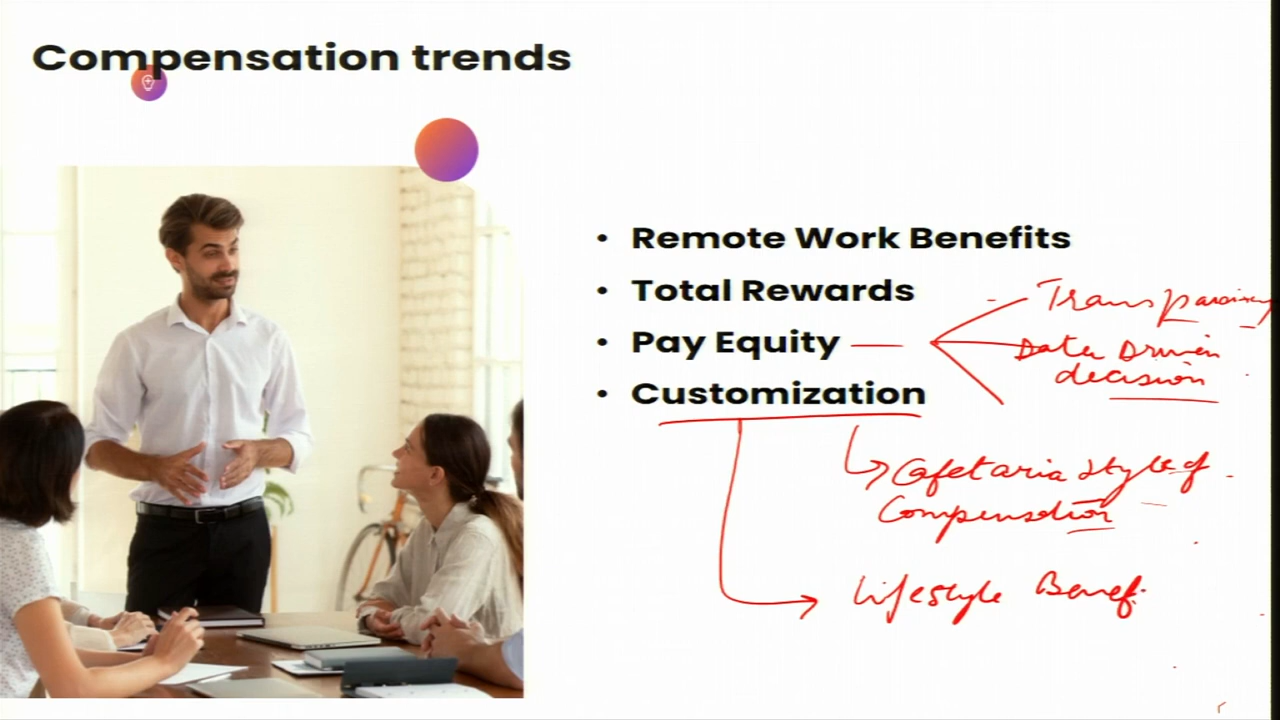 Compensation trends
• Remote Work Benefits
• Total Rewards
• Pay Equity
• Customization
Data Driven
decision
Cafetaria style of
Compensation
Lifestyle Benef